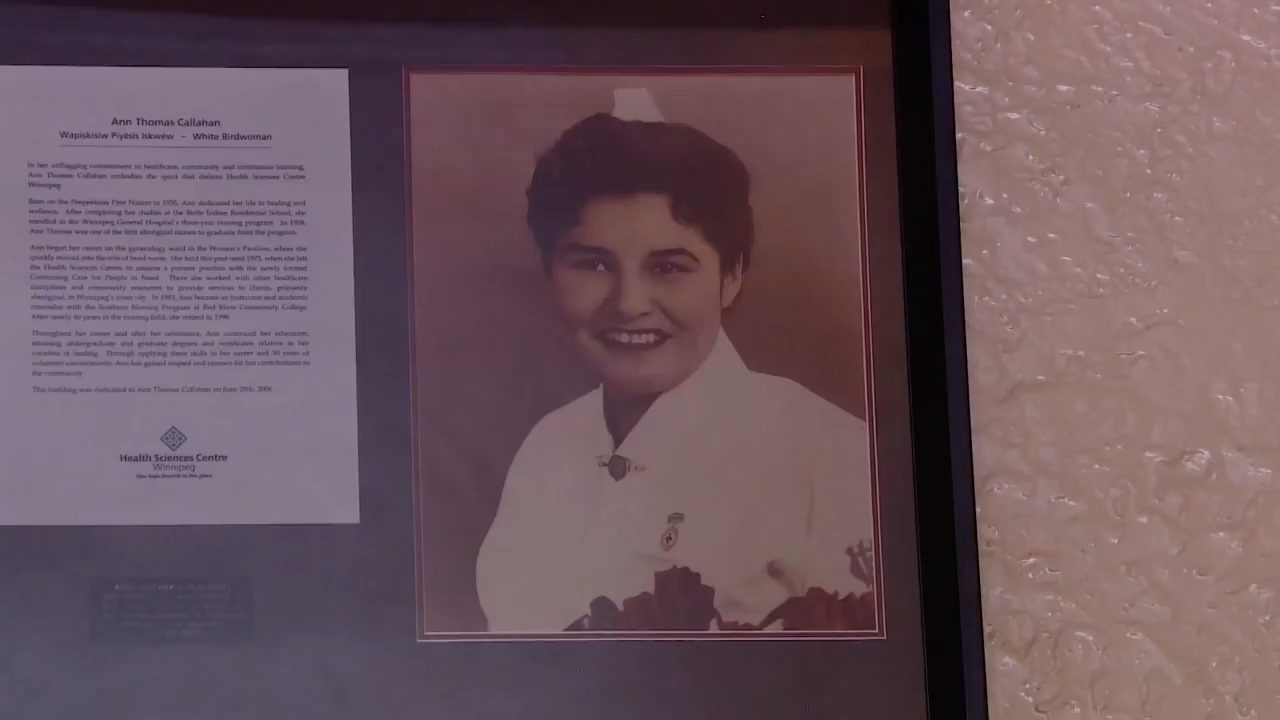 Ann Thomas Callahan
Wapiskisiw Piyésis Iskwéw – White Birdwoman
In her unflagging commitment to healthcare, community and continuous learning,
Ann Thomas Callahan embodies the spirit that defines Health Sciences Centre
Winnipeg.
Born on the Peepeekisis First Nation in 1935, Ann dedicated her life to healing and
wellness. After completing her studies at the Birtle Indian Residential School, she
enrolled in the Winnipeg General Hospital's three-year nursing program. In 1958,
Ann Thomas was one of the first aboriginal nurses to graduate from the program.
Ann began her career on the gynecology ward in the Women's Pavilion, where she
quickly moved into the role of head nurse. She held this post until 1975, when she left
the Health Sciences Centre to assume a pioneer position with the newly formed
Continuing Care for People in Need. There she worked with other healthcare
disciplines and community resources to provide services to clients, primarily
aboriginal, in Winnipeg's inner city. In 1983, Ann became an instructor and academic
counselor with the Southern Nursing Program at Red River Community College.
After nearly 40 years in the nursing field, she retired in 1996.
Throughout her career and after her retirement, Ann continued her education,
attaining undergraduate and graduate degrees and certificates relative to her
vocation of healing. Through applying these skills to her career and 30 years of
volunteer commitments, Ann has gained respect and renown for her contributions to
the community.
This building was dedicated to Ann Thomas Callahan on June 29th, 2006.
Health Sciences Centre
Winnipeg